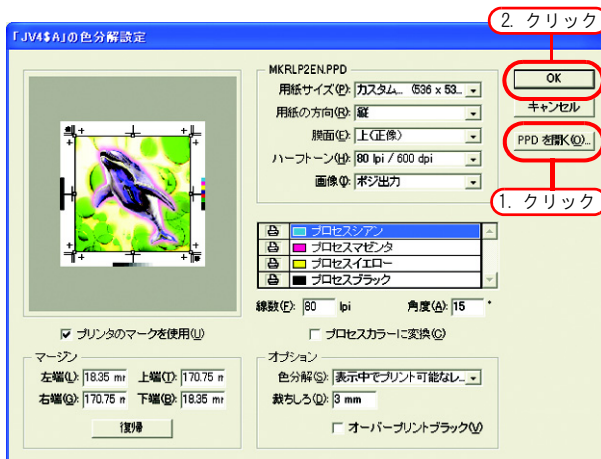 2. クリック
「JV4$A」の色分解設定
MKRLP2EN.PPD
用紙サイズ(P): カスタム... (536 x 53...
用紙の方向(R): 縦
膜面(E): 上(正像)
ハーフトーン(H): 80 lpi / 600 dpi
画像(I): ポジ出力
OK
キャンセル
PPD を開く(O)...
1. クリック
プロセスシアン
プロセスマゼンタ
プロセスイエロー
プロセスブラック
線数(F): 80 lpi 角度(A): 15 °
プリンタのマークを使用(U)
プロセスカラーに変換(C)
マージン
左端(L): 18.35 mr 上端(T): 170.75 m
右端(G): 170.75 m 下端(B): 18.35 mr
復帰
オプション
色分解(S): 表示中でプリント可能なレ...
裁ちしろ(D): 3 mm
オーバープリントブラック(V)